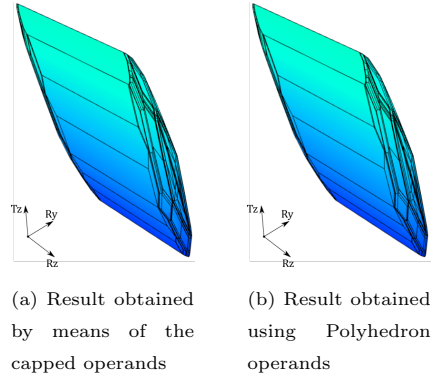 Tz
Ry
Rz
Tz
Ry
Rz
(a) Result obtained
by means of the
capped operands
(b) Result obtained
using Polyhedron
operands